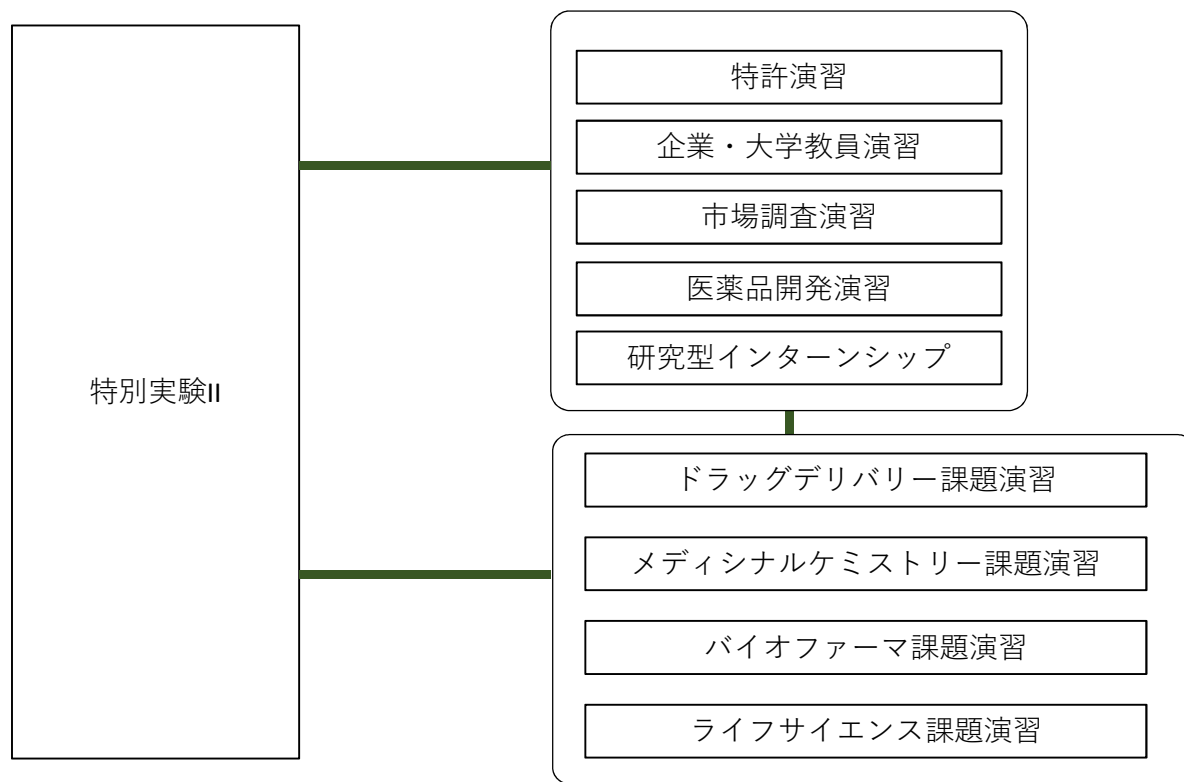 特別実験II
特許演習
企業・大学教員演習
市場調査演習
医薬品開発演習
研究型インターンシップ
ドラッグデリバリー課題演習
メディシナルケミストリー課題演習
バイオファーマ課題演習
ライフサイエンス課題演習